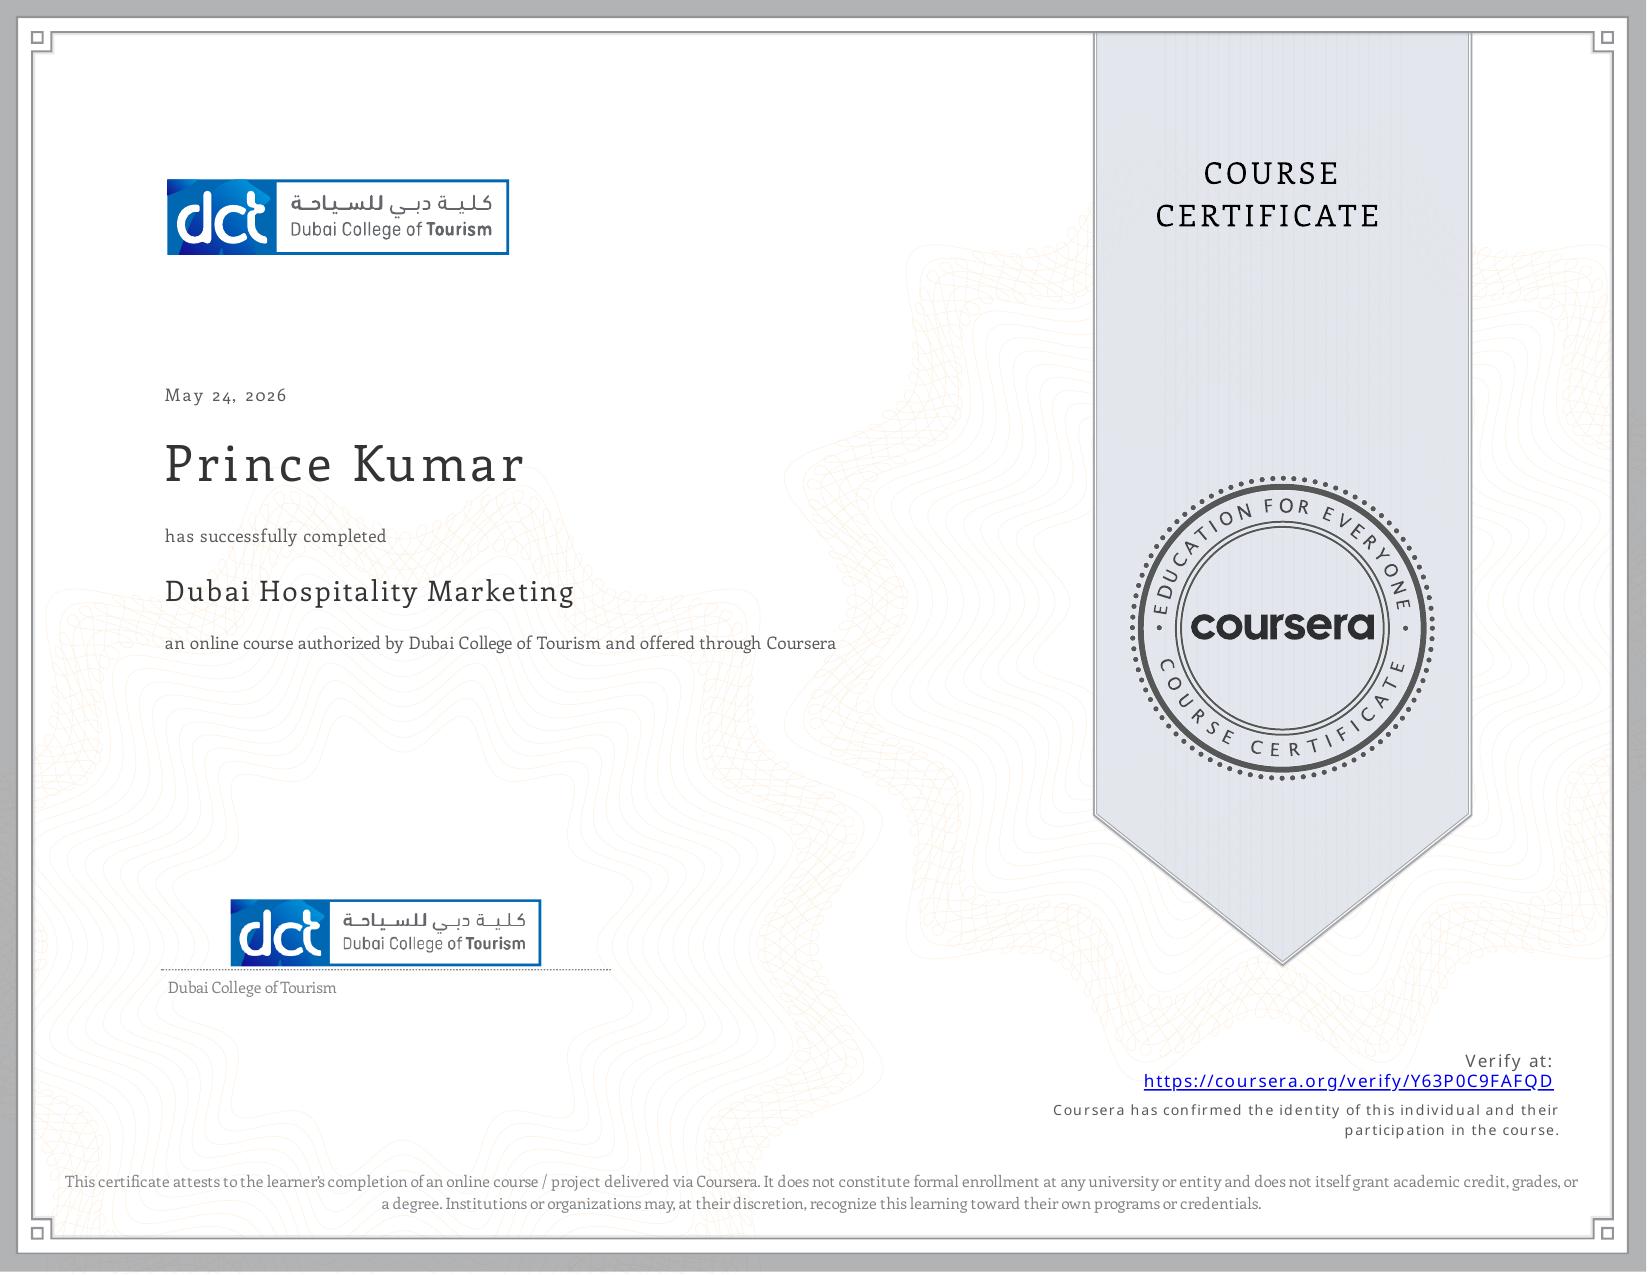 COURSE
CERTIFICATE
dct
كلية دبي للسياحة
Dubai College of Tourism
May 24, 2026
Prince Kumar
has successfully completed
Dubai Hospitality Marketing
an online course authorized by Dubai College of Tourism and offered through Coursera
EDUCATION FOR EVERYONE
coursera
COURSE CERTIFICATE
dct
كلية دبي للسياحة
Dubai College of Tourism
Dubai College of Tourism
Verify at:
https://coursera.org/verify/Y63P0C9FAFQD
Coursera has confirmed the identity of this individual and their
participation in the course.
This certificate attests to the learner's completion of an online course / project delivered via Coursera. It does not constitute formal enrollment at any university or entity and does not itself grant academic credit, grades, or
a degree. Institutions or organizations may, at their discretion, recognize this learning toward their own programs or credentials.